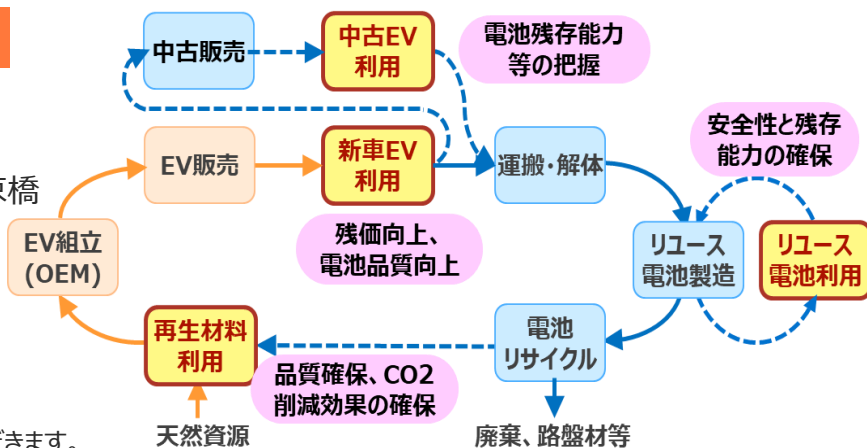 中古販売
中古EV
利用
電池残存能力
等の把握
安全性と残存
能力の確保
EV販売
新車EV
利用
運搬・解体
京橋
残価向上、
電池品質向上
EV組立
(OEM)
リユース
電池製造
リユース
電池利用
再生材料
利用
電池
リサイクル
品質確保、CO2
削減効果の確保
天然資源
廃棄、路盤材等
できます。